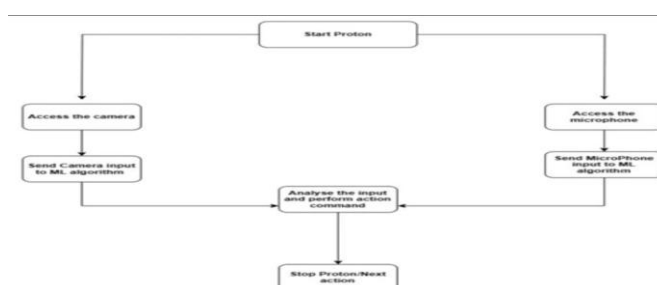 Start Proton
Access the camera
Access the
microphone
Send Camera input
to ML algorithm
Send MicroPhone
input to ML
algorithm
Analyse the input
and perform action
command
Stop Proton/Next
action